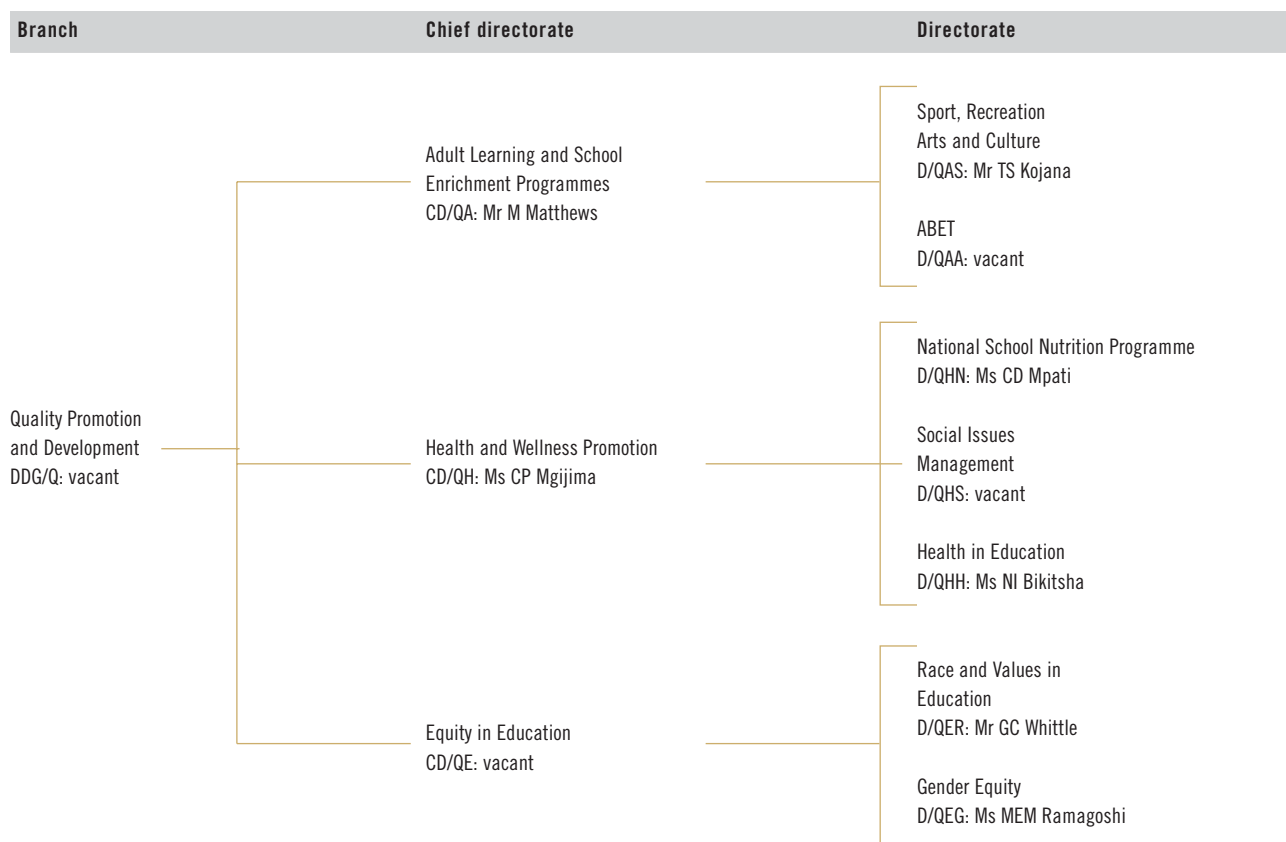 Branch
Chief directorate
Directorate
Quality Promotion
and Development
DDG/Q: vacant
Adult Learning and School
Enrichment Programmes
CD/QA: Mr M Matthews
Sport, Recreation
Arts and Culture
D/QAS: Mr TS Kojana
ABET
D/QAA: vacant
Health and Wellness Promotion
CD/QH: Ms CP Mgijima
National School Nutrition Programme
D/QHN: Ms CD Mpati
Social Issues
Management
D/QHS: vacant
Health in Education
D/QHH: Ms NI Bikitsha
Equity in Education
CD/QE: vacant
Race and Values in
Education
D/QER: Mr GC Whittle
Gender Equity
D/QEG: Ms MEM Ramagoshi